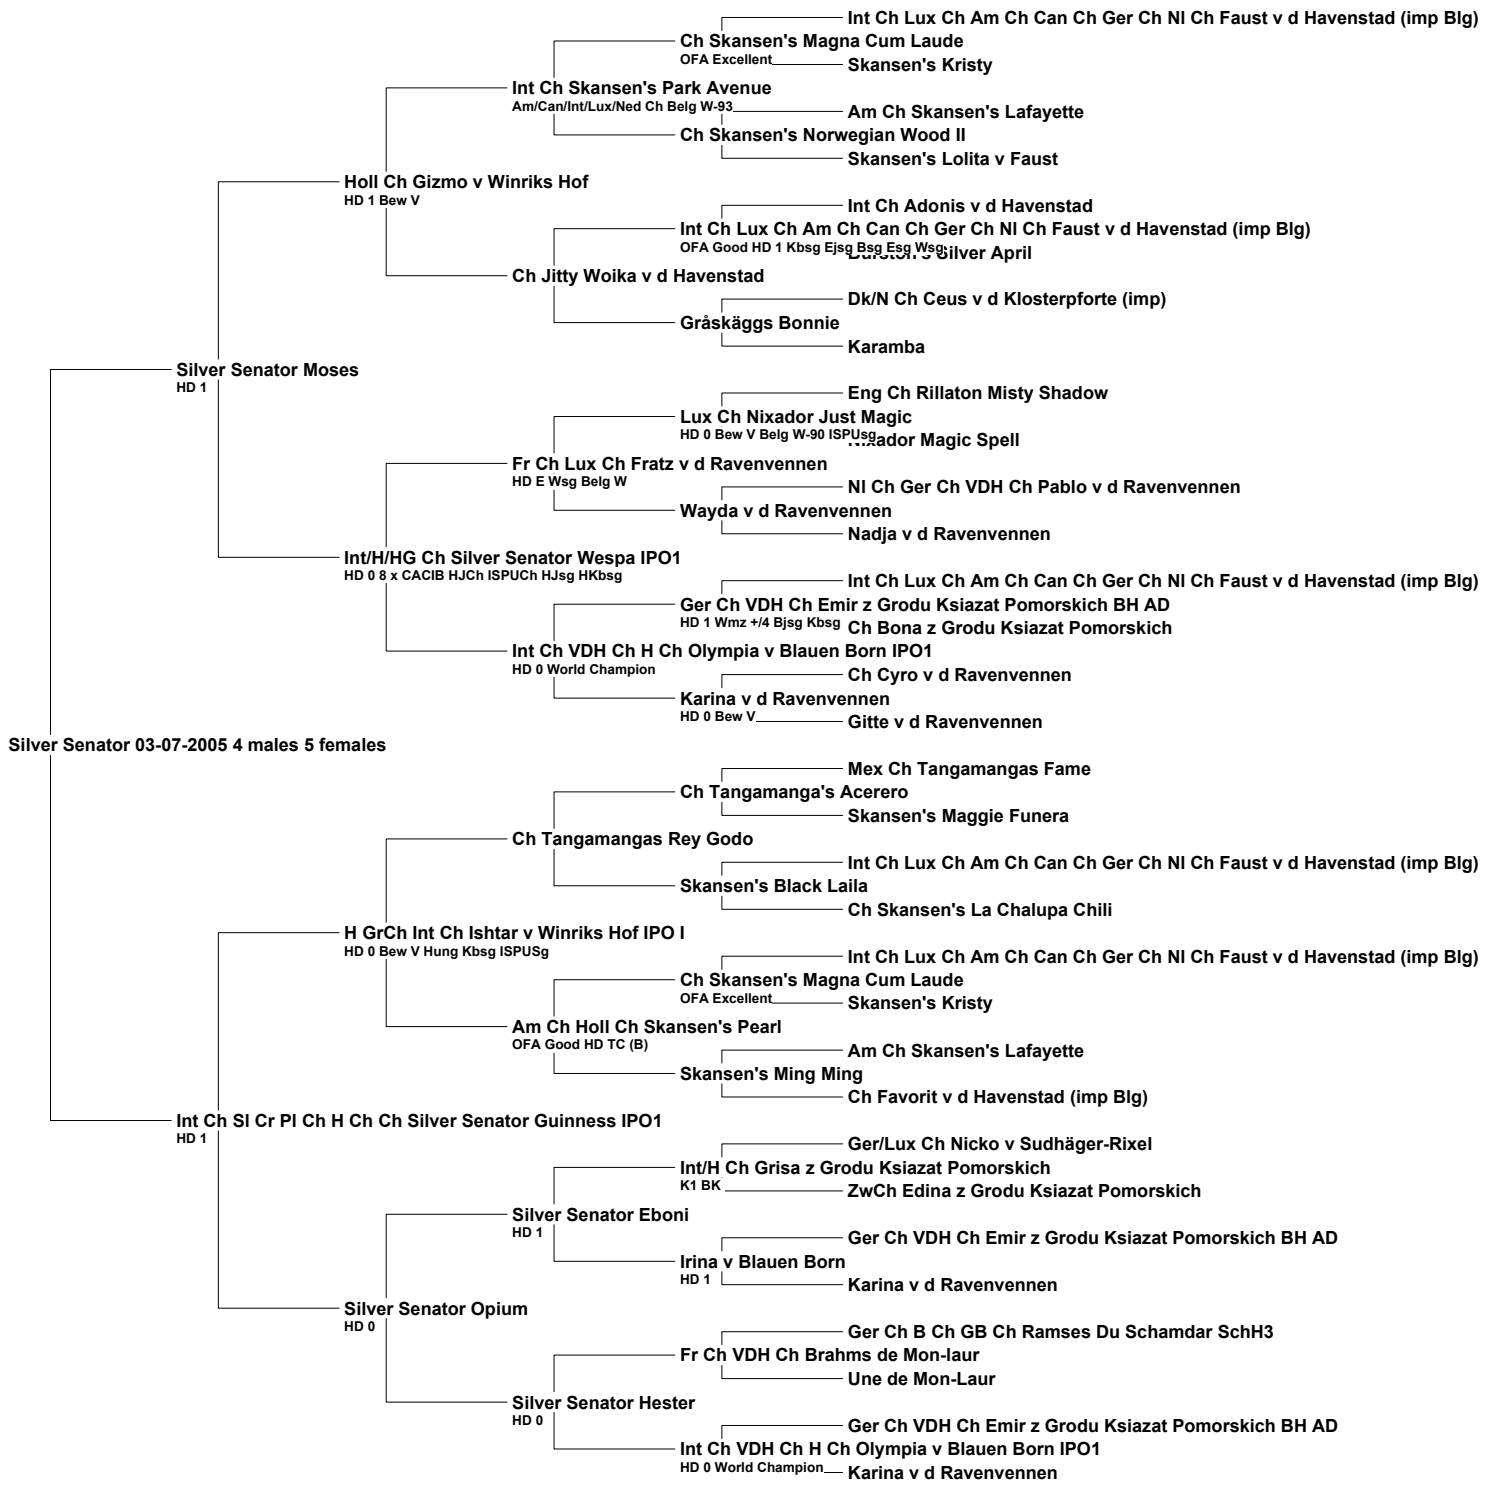 Int Ch Lux Ch Am Ch Can Ch Ger Ch Nl Ch Faust v d Havenstad (imp Blg)
Ch Skansen's Magna Cum Laude
OFA Excellent
Skansen's Kristy
Int Ch Skansen's Park Avenue
Am/Can/Int/Lux/Ned Ch Belg W-93
Am Ch Skansen's Lafayette
Ch Skansen's Norwegian Wood II
Skansen's Lolita v Faust
Holl Ch Gizmo v Winriks Hof
HD 1 Bew V
Int Ch Adonis v d Havenstad
Int Ch Lux Ch Am Ch Can Ch Ger Ch Nl Ch Faust v d Havenstad (imp Blg)
OFA Good HD 1 Kbsg Ejsg Bsg Esg Wsg
Silver April
Ch Jitty Woika v d Havenstad
Dk/N Ch Ceus v d Klosterpforte (imp)
Gråskäggs Bonnie
Karamba
Silver Senator Moses
HD 1
Eng Ch Rillaton Misty Shadow
Lux Ch Nixador Just Magic
HD 0 Bew V Belg W-90 ISPUsg
Nixador Magic Spell
Fr Ch Lux Ch Fratz v d Ravenvennen
HD E Wsg Belg W
Nl Ch Ger Ch VDH Ch Pablo v d Ravenvennen
Wayda v d Ravenvennen
Nadja v d Ravenvennen
Int/H/HG Ch Silver Senator Wespa IPO1
HD 0 8 x CACIB HJCh ISPUCh HJsg HKbsg
Int Ch Lux Ch Am Ch Can Ch Ger Ch Nl Ch Faust v d Havenstad (imp Blg)
Ger Ch VDH Ch Emir z Grodu Ksiazat Pomorskich BH AD
HD 1 Wmz +/4 Bjsg Kbsg
Ch Bona z Grodu Ksiazat Pomorskich
Int Ch VDH Ch H Ch Olympia v Blauen Born IPO1
HD 0 World Champion
Ch Cyro v d Ravenvennen
Karina v d Ravenvennen
HD 0 Bew V
Gitte v d Ravenvennen
Silver Senator 03-07-2005 4 males 5 females
Mex Ch Tangamangas Fame
Ch Tangamanga's Acerero
Skansen's Maggie Funera
Ch Tangamangas Rey Godo
Int Ch Lux Ch Am Ch Can Ch Ger Ch Nl Ch Faust v d Havenstad (imp Blg)
Skansen's Black Laila
Ch Skansen's La Chalupa Chili
H GrCh Int Ch Ishtar v Winriks Hof IPO I
HD 0 Bew V Hung Kbsg ISPUSg
Int Ch Lux Ch Am Ch Can Ch Ger Ch Nl Ch Faust v d Havenstad (imp Blg)
Ch Skansen's Magna Cum Laude
OFA Excellent
Skansen's Kristy
Am Ch Holl Ch Skansen's Pearl
OFA Good HD TC (B)
Am Ch Skansen's Lafayette
Skansen's Ming Ming
Ch Favorit v d Havenstad (imp Blg)
Int Ch Sl Cr Pl Ch H Ch Ch Silver Senator Guinness IPO1
HD 1
Ger/Lux Ch Nicko v Sudhäger-Rixel
Int/H Ch Grisa z Grodu Ksiazat Pomorskich
K1 BK
ZwCh Edina z Grodu Ksiazat Pomorskich
Silver Senator Eboni
HD 1
Ger Ch VDH Ch Emir z Grodu Ksiazat Pomorskich BH AD
Irina v Blauen Born
HD 1
Karina v d Ravenvennen
Silver Senator Opium
HD 0
Ger Ch B Ch GB Ch Ramses Du Schamdar SchH3
Fr Ch VDH Ch Brahms de Mon-laur
Une de Mon-Laur
Silver Senator Hester
HD 0
Ger Ch VDH Ch Emir z Grodu Ksiazat Pomorskich BH AD
Int Ch VDH Ch H Ch Olympia v Blauen Born IPO1
HD 0 World Champion
Karina v d Ravenvennen